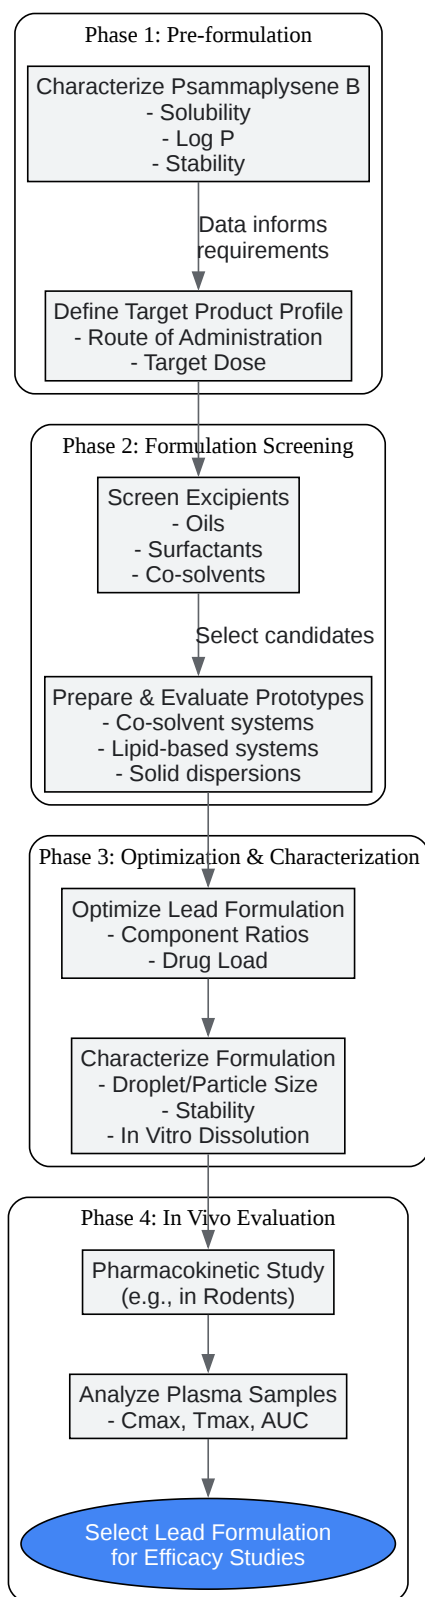 Phase 1: Pre-formulation
Characterize Psammaplysene B
- Solubility
- Log P
- Stability
Data informs
requirements
Define Target Product Profile
- Route of Administration
- Target Dose
Phase 2: Formulation Screening
Screen Excipients
- Oils
- Surfactants
- Co-solvents
Select candidates
Prepare & Evaluate Prototypes
- Co-solvent systems
- Lipid-based systems
- Solid dispersions
Phase 3: Optimization & Characterization
Optimize Lead Formulation
- Component Ratios
- Drug Load
Characterize Formulation
- Droplet/Particle Size
- Stability
- In Vitro Dissolution
Phase 4: In Vivo Evaluation
Pharmacokinetic Study
(e.g., in Rodents)
Analyze Plasma Samples
- Cmax, Tmax, AUC
Select Lead Formulation
for Efficacy Studies